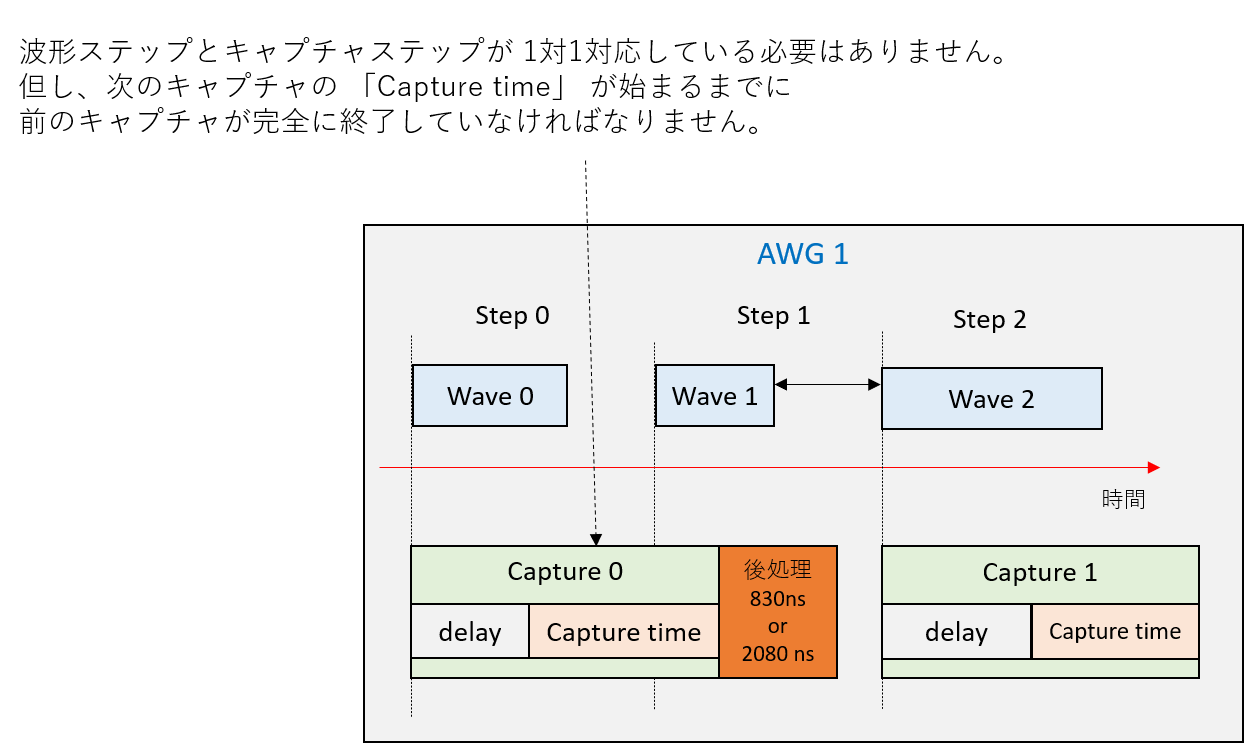 波形ステップとキャプチャステップが 1対1対応している必要はありません。
但し、次のキャプチャの 「Capture time」 が始まるまでに
前のキャプチャが完全に終了していなければなりません。
AWG 1
Step 0
Step 1
Step 2
Wave 0
Wave 1
Wave 2
時間
Capture 0
delay
Capture time
後処理
830ns
or
2080 ns
Capture 1
delay
Capture time